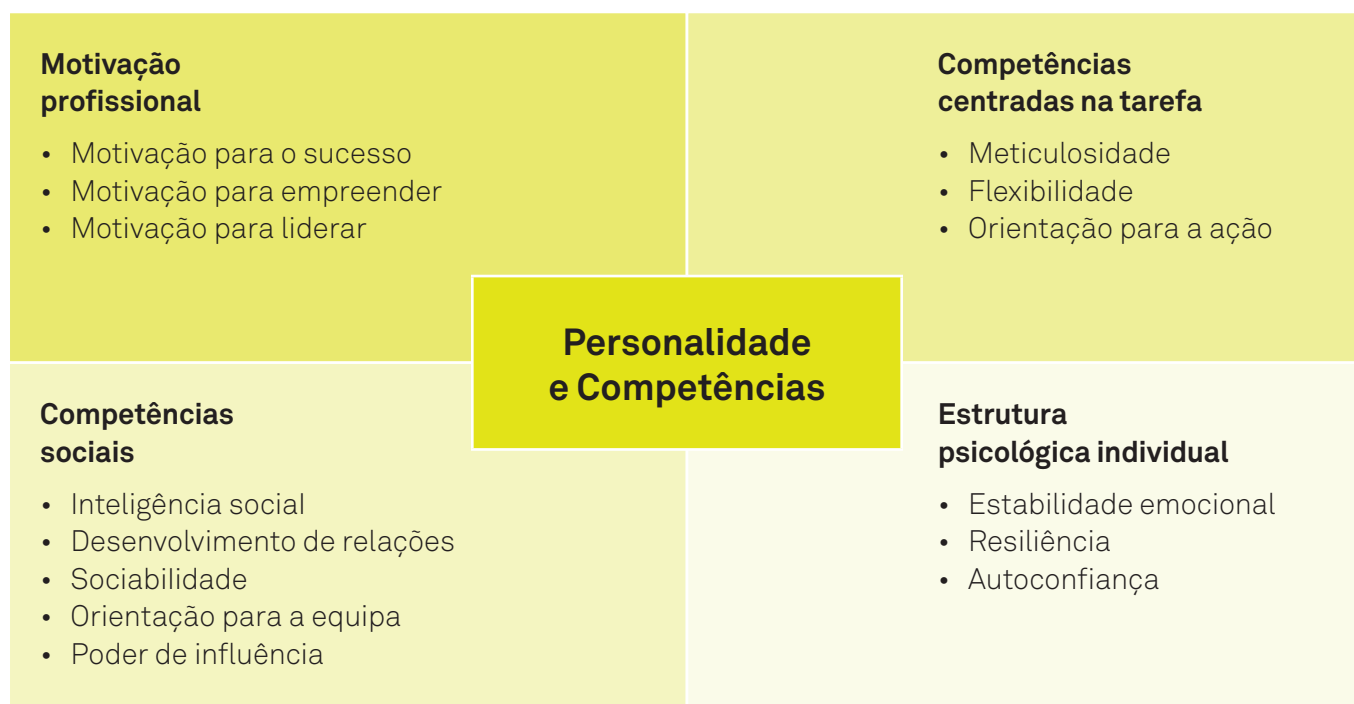 Motivação
profissional
• Motivação para o sucesso
• Motivação para empreender
• Motivação para liderar
Competências
centradas na tarefa
• Meticulosidade
• Flexibilidade
• Orientação para a ação
Personalidade
e Competências
Competências
sociais
• Inteligência social
• Desenvolvimento de relações
• Sociabilidade
• Orientação para a equipa
• Poder de influência
Estrutura
psicológica individual
• Estabilidade emocional
• Resiliência
• Autoconfiança